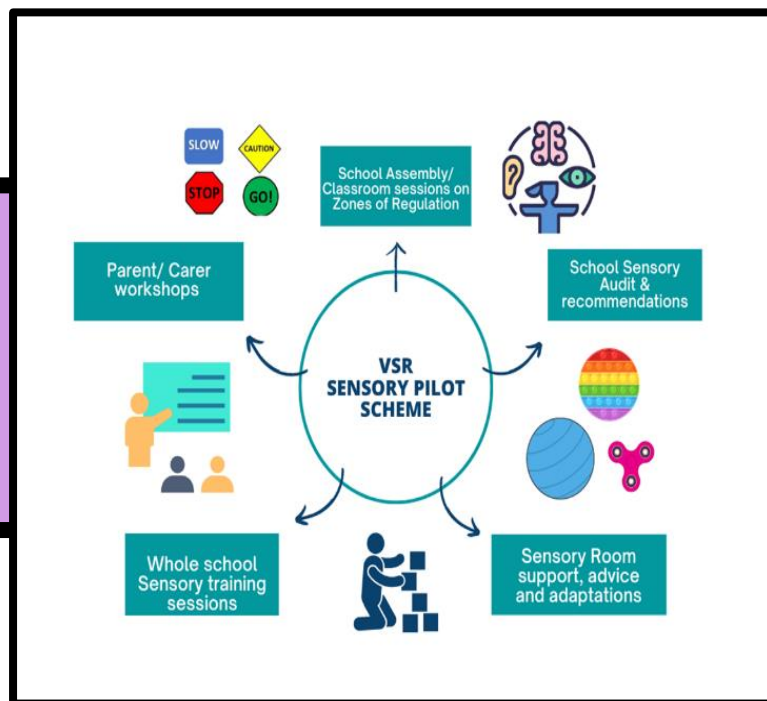 SLOW
CAUTION
STOP
GO!
School Assembly/
Classroom sessions on
Zones of Regulation
Parent/ Carer
workshops
School Sensory
Audit &
recommendations
VSR
SENSORY PILOT
SCHEME
Whole school
Sensory training
sessions
Sensory Room
support, advice
and adaptations